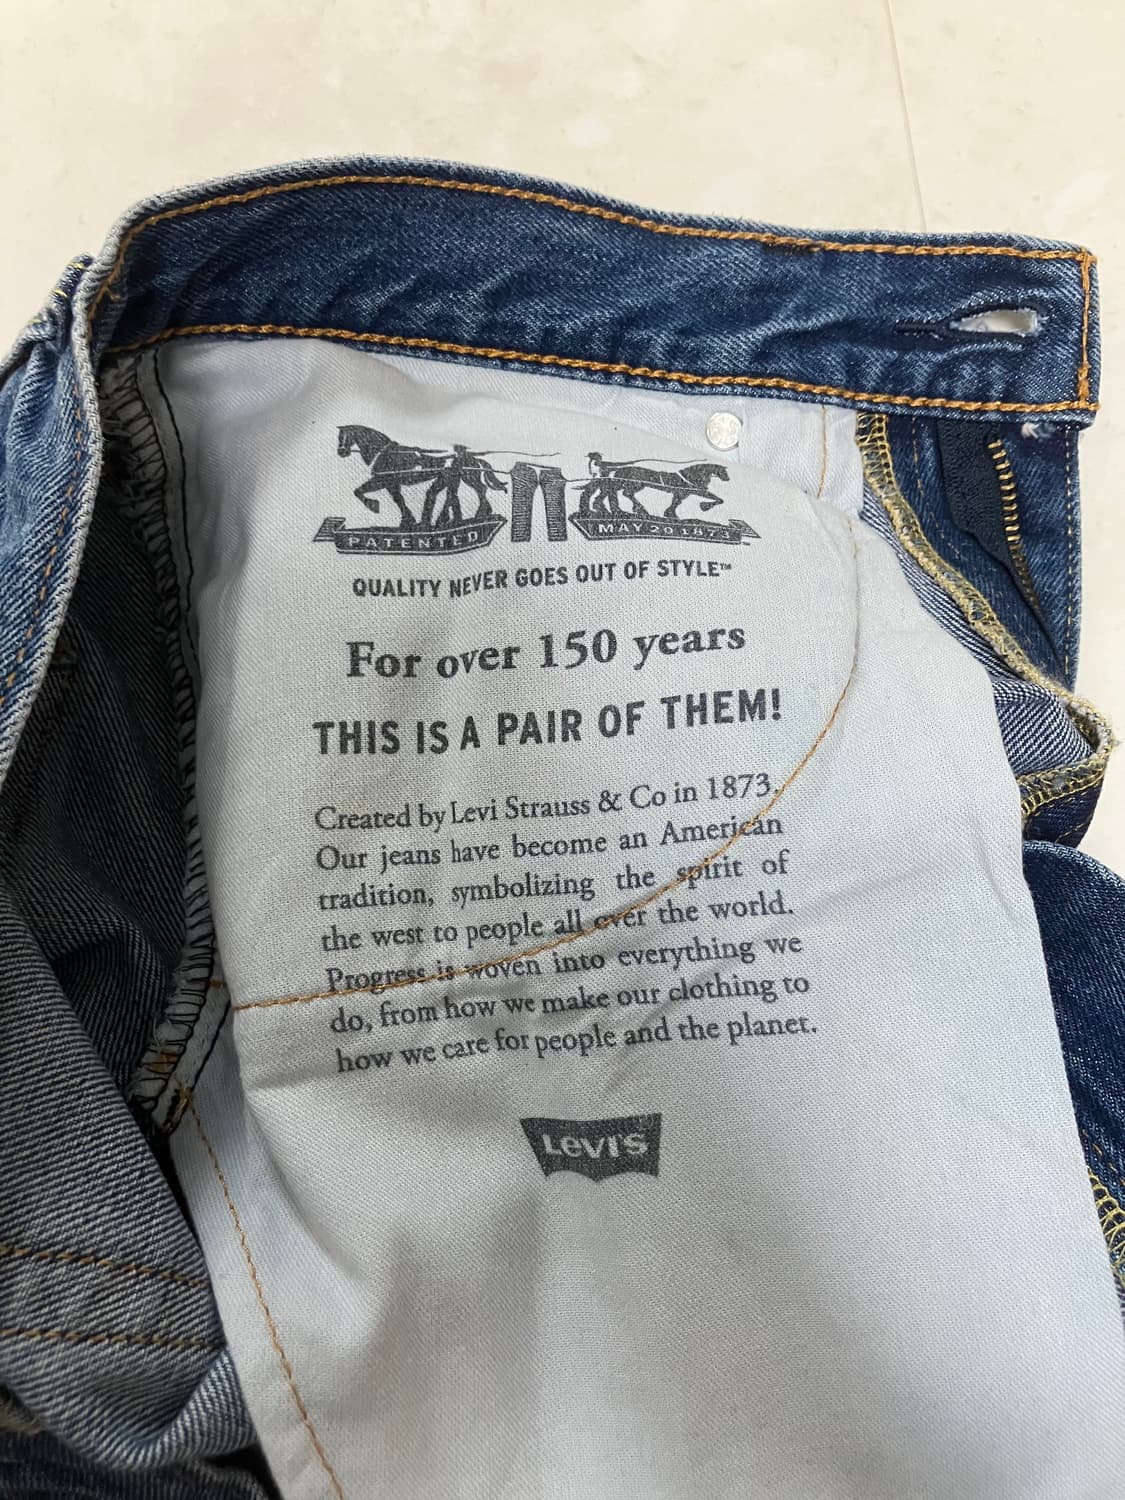 PATENTED MAY 20 1873
QUALITY NEVER GOES OUT OF STYLE™
For over 150 years
THIS IS A PAIR OF THEM!
Created by Levi Strauss & Co in 1873.
Our jeans have become an American
tradition, symbolizing the spirit of
the west to people all over the world.
Progress is woven into everything we
do, from how we make our clothing to
how we care for people and the planet.
LEVI'S